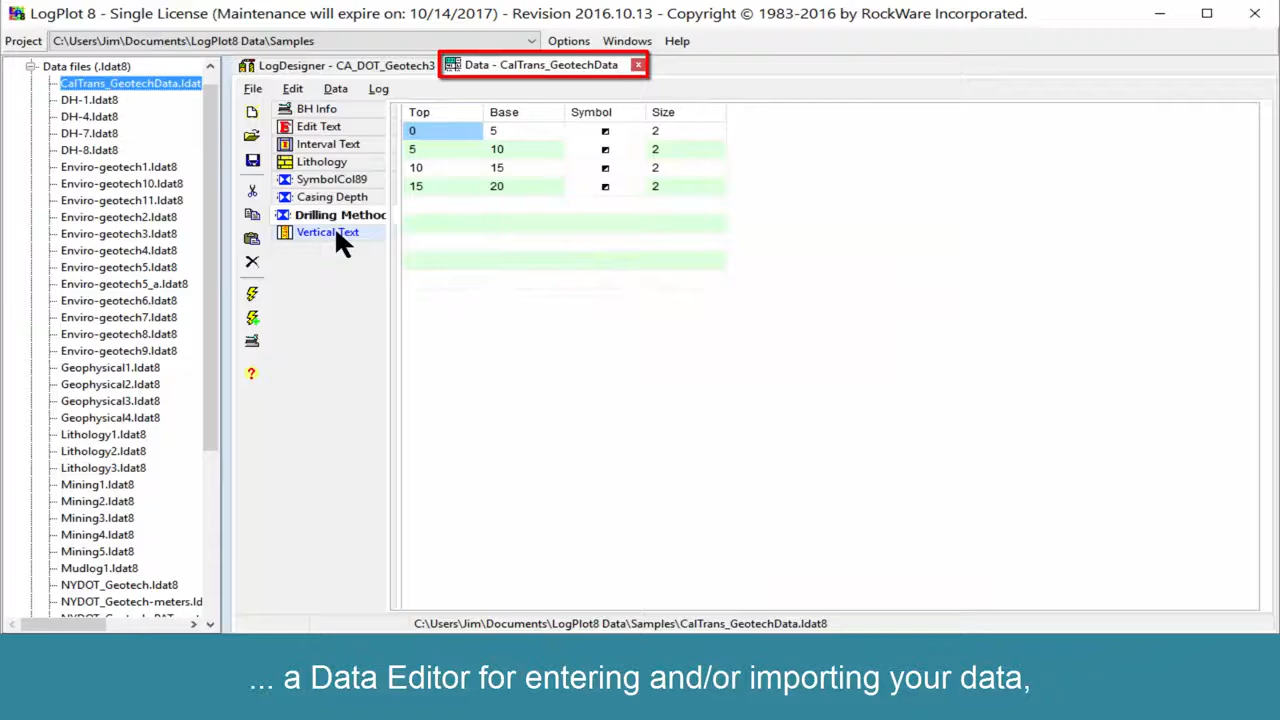 LogPlot 8 - Single License (Maintenance will expire on: 10/14/2017) - Revision 2016.10.13 - Copyright © 1983-2016 by RockWare Incorporated.
Project C:\Users\Jim\Documents\LogPlot8 Data\Samples Options Windows Help
Data files (.ldat8)
CalTrans_GeotechData.ldat
DH-1.ldat8
DH-4.ldat8
DH-7.ldat8
DH-8.ldat8
Enviro-geotech1.ldat8
Enviro-geotech10.ldat8
Enviro-geotech11.ldat8
Enviro-geotech2.ldat8
Enviro-geotech3.ldat8
Enviro-geotech4.ldat8
Enviro-geotech5.ldat8
Enviro-geotech5_a.ldat8
Enviro-geotech6.ldat8
Enviro-geotech7.ldat8
Enviro-geotech8.ldat8
Enviro-geotech9.ldat8
Geophysical1.ldat8
Geophysical2.ldat8
Geophysical3.ldat8
Geophysical4.ldat8
Lithology1.ldat8
Lithology2.ldat8
Lithology3.ldat8
Mining1.ldat8
Mining2.ldat8
Mining3.ldat8
Mining4.ldat8
Mining5.ldat8
Mudlog1.ldat8
NYDOT_Geotech.ldat8
NYDOT_Geotech-meters.ld
LogDesigner - CA_DOT_Geotech3 Data - CalTrans_GeotechData
File Edit Data Log
BH Info
Edit Text
Interval Text
Lithology
SymbolCol89
Casing Depth
Drilling Method
Vertical Text
Top Base Symbol Size
0 5 2
5 10 2
10 15 2
15 20 2
C:\Users\Jim\Documents\LogPlot8 Data\Samples\CalTrans_GeotechData.ldat8
... a Data Editor for entering and/or importing your data,